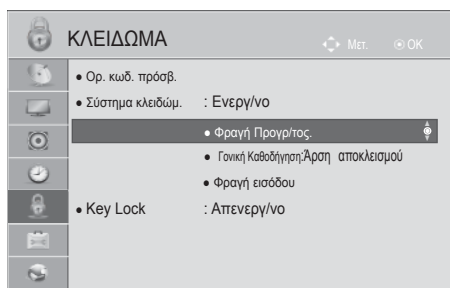 ΚΛΕΙΔΩΜΑ
Μετ. OK
• Ορ. κωδ. πρόσβ.
• Σύστημα κλειδώμ. : Ενεργ/νο
• Φραγή Προγρ/τος.
• Γονική Καθοδήγηση:Άρση αποκλεισμού
• Φραγή εισόδου
• Key Lock : Απενεργ/νο